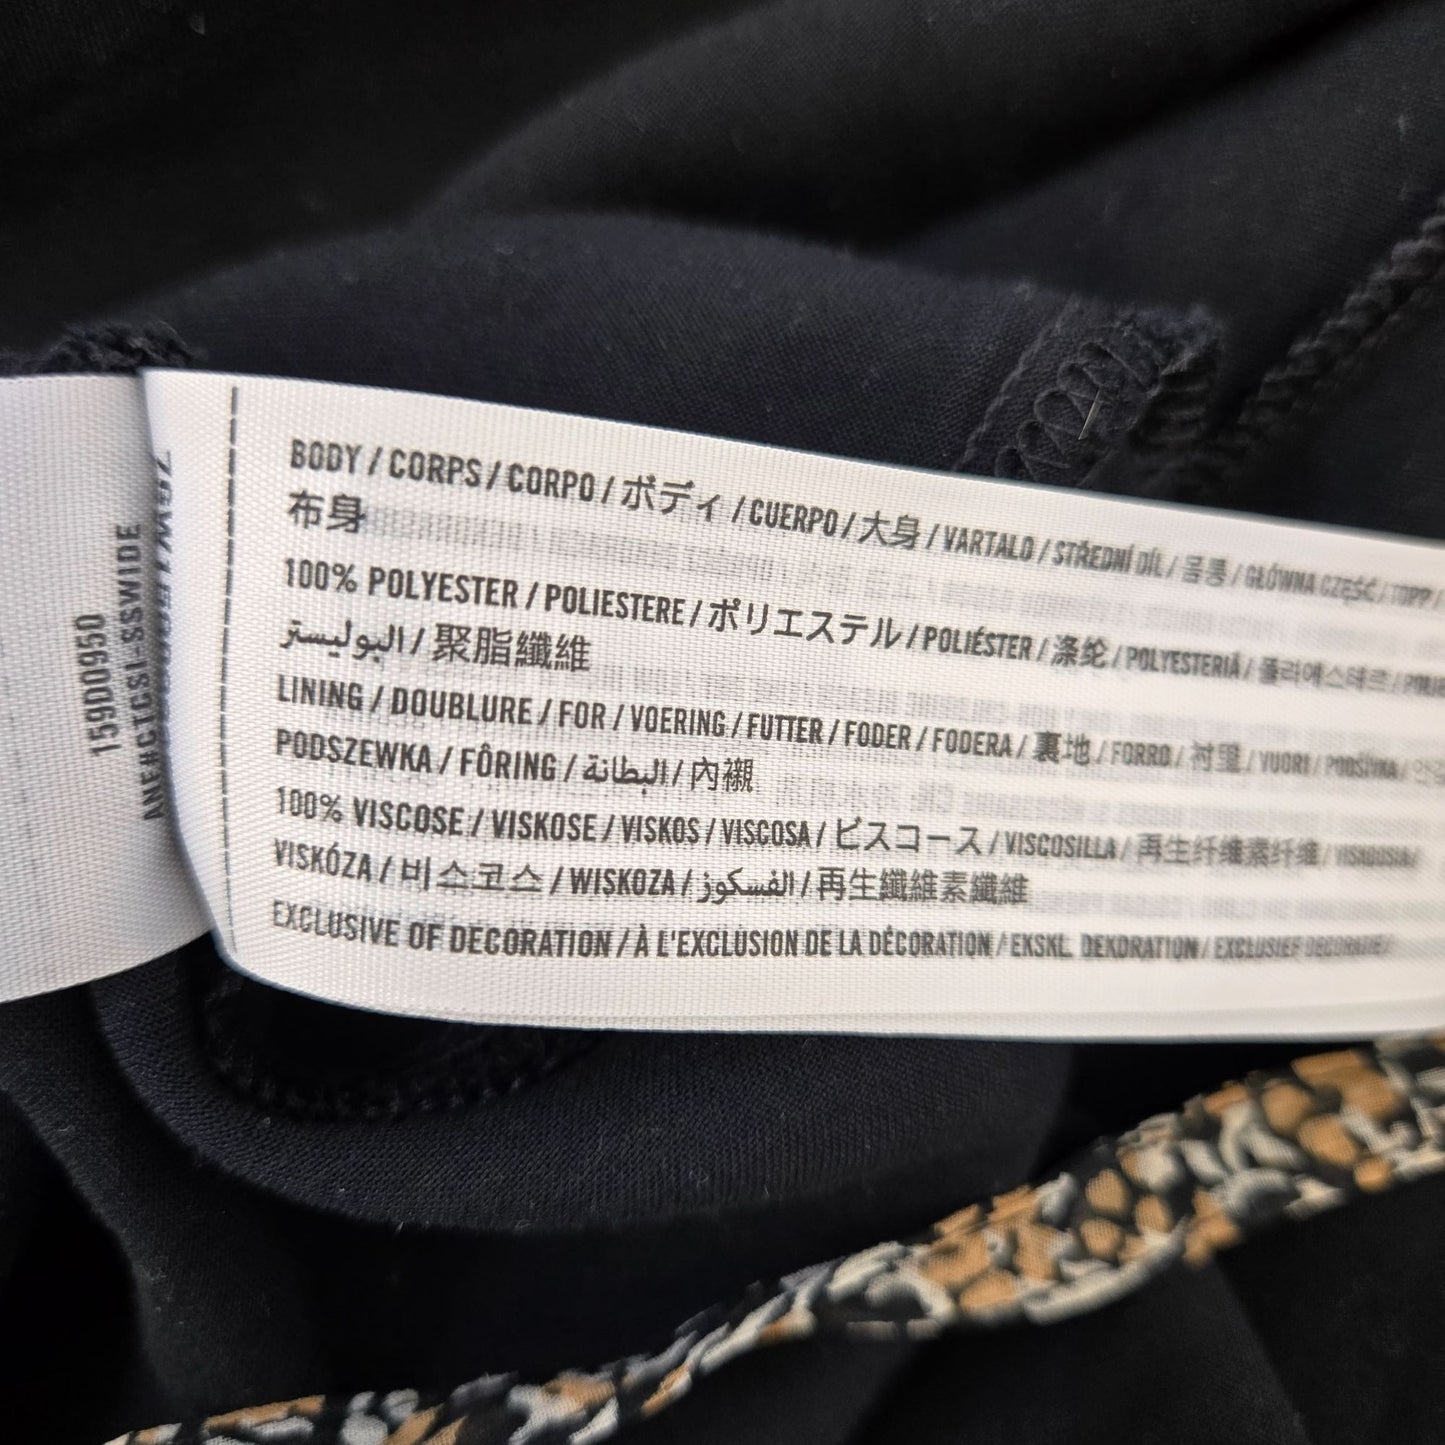 BODY / CORPS / CORPO / ボディ / CUERPO / 大身 / VARTALO / STŘEDNÍ DÍL / 몸통 / GŁÓWNA CZĘŚĆ / TOPP /
布身
100% POLYESTER / POLIESTERE / ポリエステル / POLIÉSTER / 涤纶 / POLYESTERIÄ / 폴리에스테르 /
البوليستر / 聚脂纖維
LINING / DOUBLURE / FOR / VOERING / FUTTER / FODER / FODERA / 裏地 / FORRO / 衬里 / VUORI / PODŠÍVKA /
PODSZEWKA / FÔRING / البطانة / 內襯
100% VISCOSE / VISKOSE / VISKOS / VISCOSA / ビスコース / VISCOSILLA / 再生纤维素纤维 /
VISKÓZA / 비스코스 / WISKOZA / الفسكوز / 再生纖維素纖維
EXCLUSIVE OF DECORATION / À L'EXCLUSION DE LA DÉCORATION / EKSKL. DEKORATION / EXCLUSIEF DECORATIE /
159D0950
ANF#CTCSI-SSWIDE